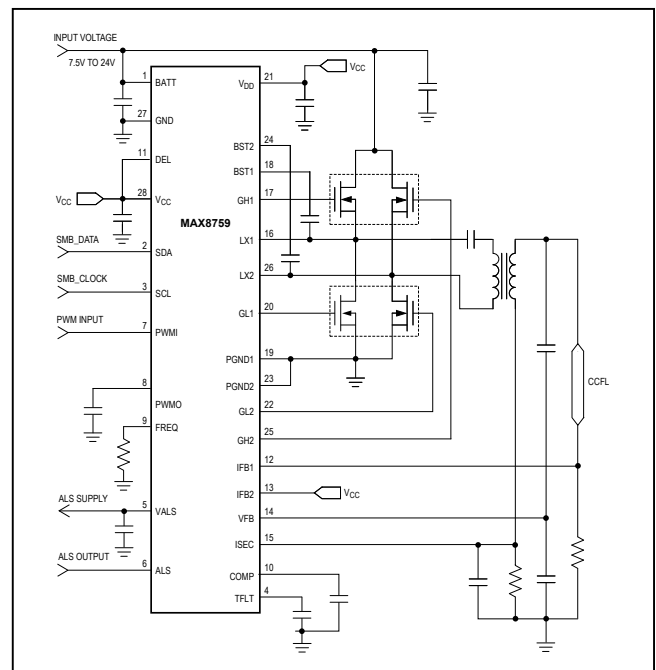 INPUT VOLTAGE
7.5V TO 24V
1 BATT
27 GND
11 DEL
VCC 28 VCC
SMB_DATA 2 SDA
SMB_CLOCK 3 SCL
PWM INPUT 7 PWMI
8 PWMO
9 FREQ
ALS SUPPLY 5 VALS
ALS OUTPUT 6 ALS
MAX8759
VDD 21 VCC
BST2 24
BST1 18
GH1 17
LX1 16
LX2 26
GL1 20
PGND1 19
PGND2 23
GL2 22
GH2 25
IFB1 12
IFB2 13 VCC
VFB 14
ISEC 15
COMP 10
TFLT 4
CCFL